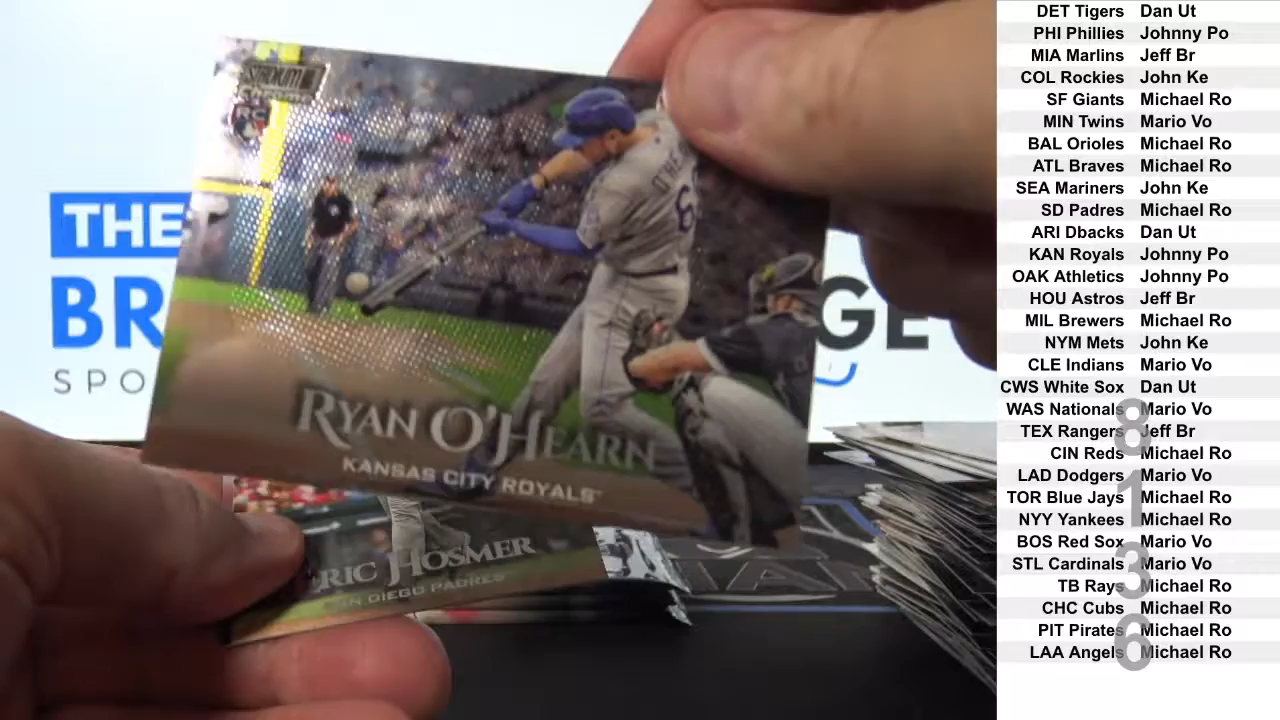 STADIUM
CHROME
RC
O'HE
6
THE
BR
GE
SPO
RYAN O'HEARN
KANSAS CITY ROYALS
RIC HOSMER
N DIEGO PADRES
DET Tigers Dan Ut
PHI Phillies Johnny Po
MIA Marlins Jeff Br
COL Rockies John Ke
SF Giants Michael Ro
MIN Twins Mario Vo
BAL Orioles Michael Ro
ATL Braves Michael Ro
SEA Mariners John Ke
SD Padres Michael Ro
ARI Dbacks Dan Ut
KAN Royals Johnny Po
OAK Athletics Johnny Po
HOU Astros Jeff Br
MIL Brewers Michael Ro
NYM Mets John Ke
CLE Indians Mario Vo
CWS White Sox Dan Ut
WAS Nationals Mario Vo
TEX Rangers Jeff Br
CIN Reds Michael Ro
LAD Dodgers Mario Vo
TOR Blue Jays Michael Ro
NYY Yankees Michael Ro
BOS Red Sox Mario Vo
STL Cardinals Mario Vo
TB Rays Michael Ro
CHC Cubs Michael Ro
PIT Pirates Michael Ro
LAA Angels Michael Ro
8
1
3
6